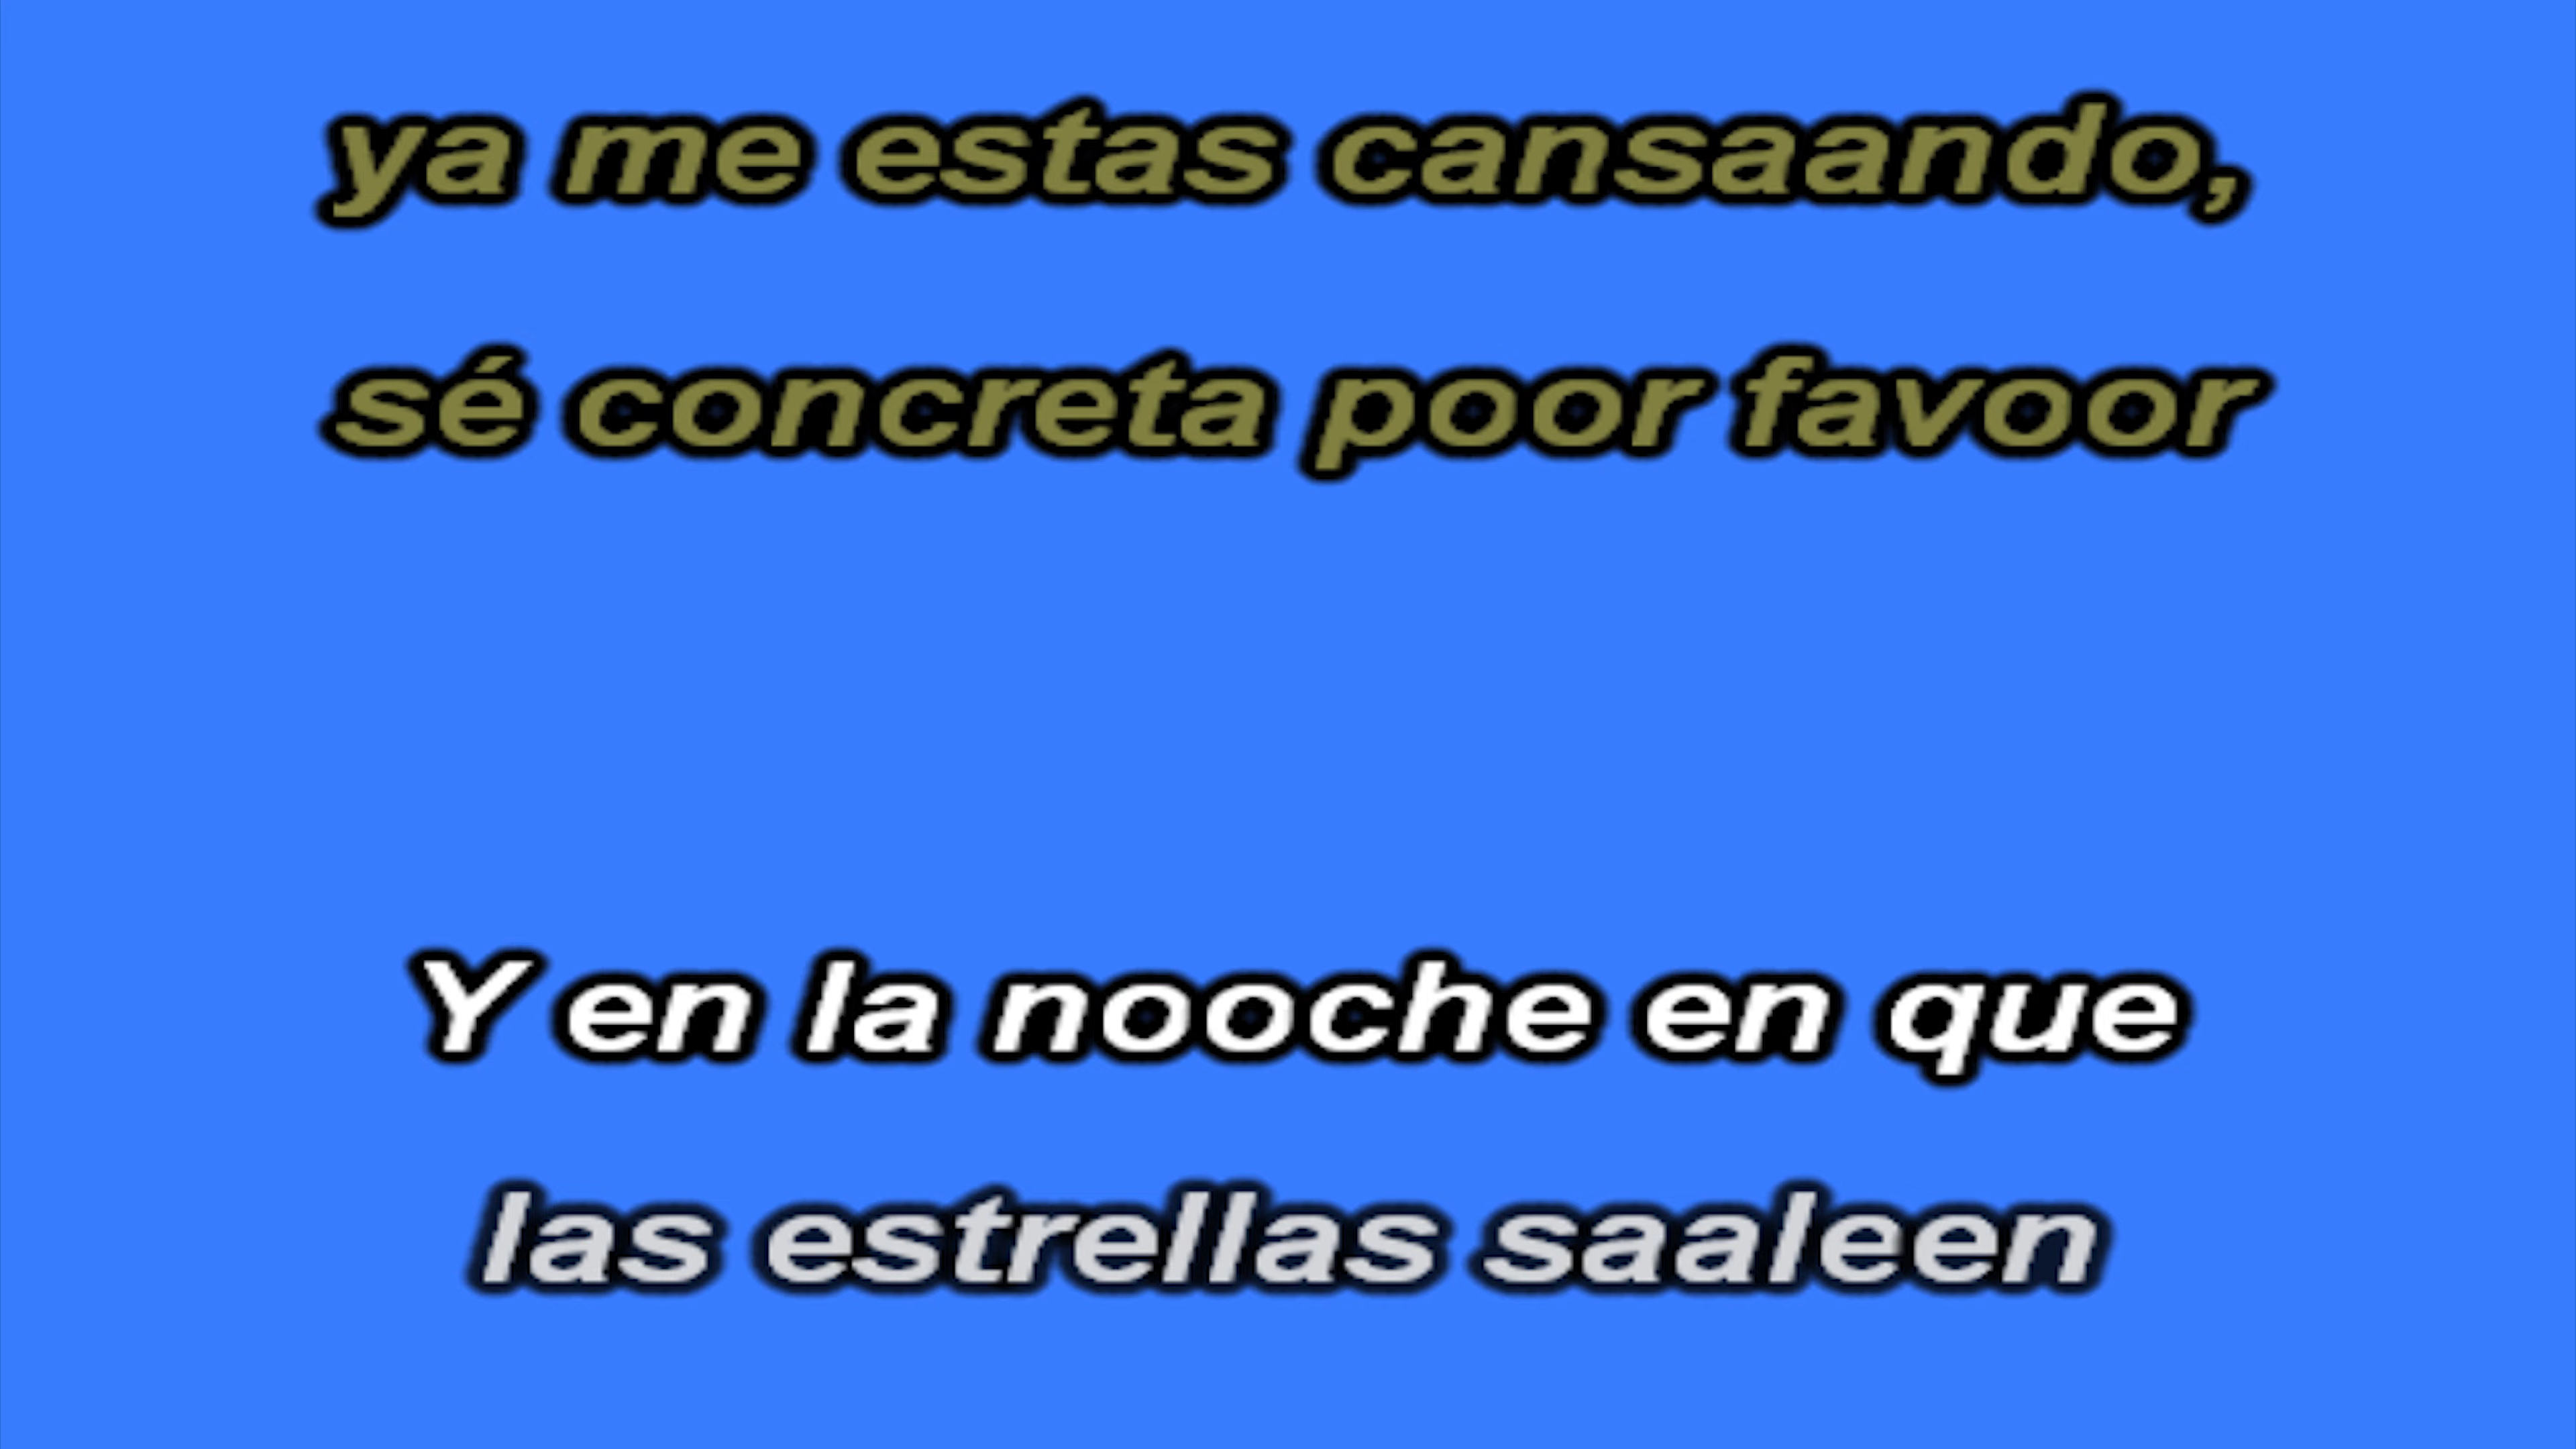 ya me estas cansaando,
sé concreta poor favoor
Y en la nooche en que
las estrellas saaleen